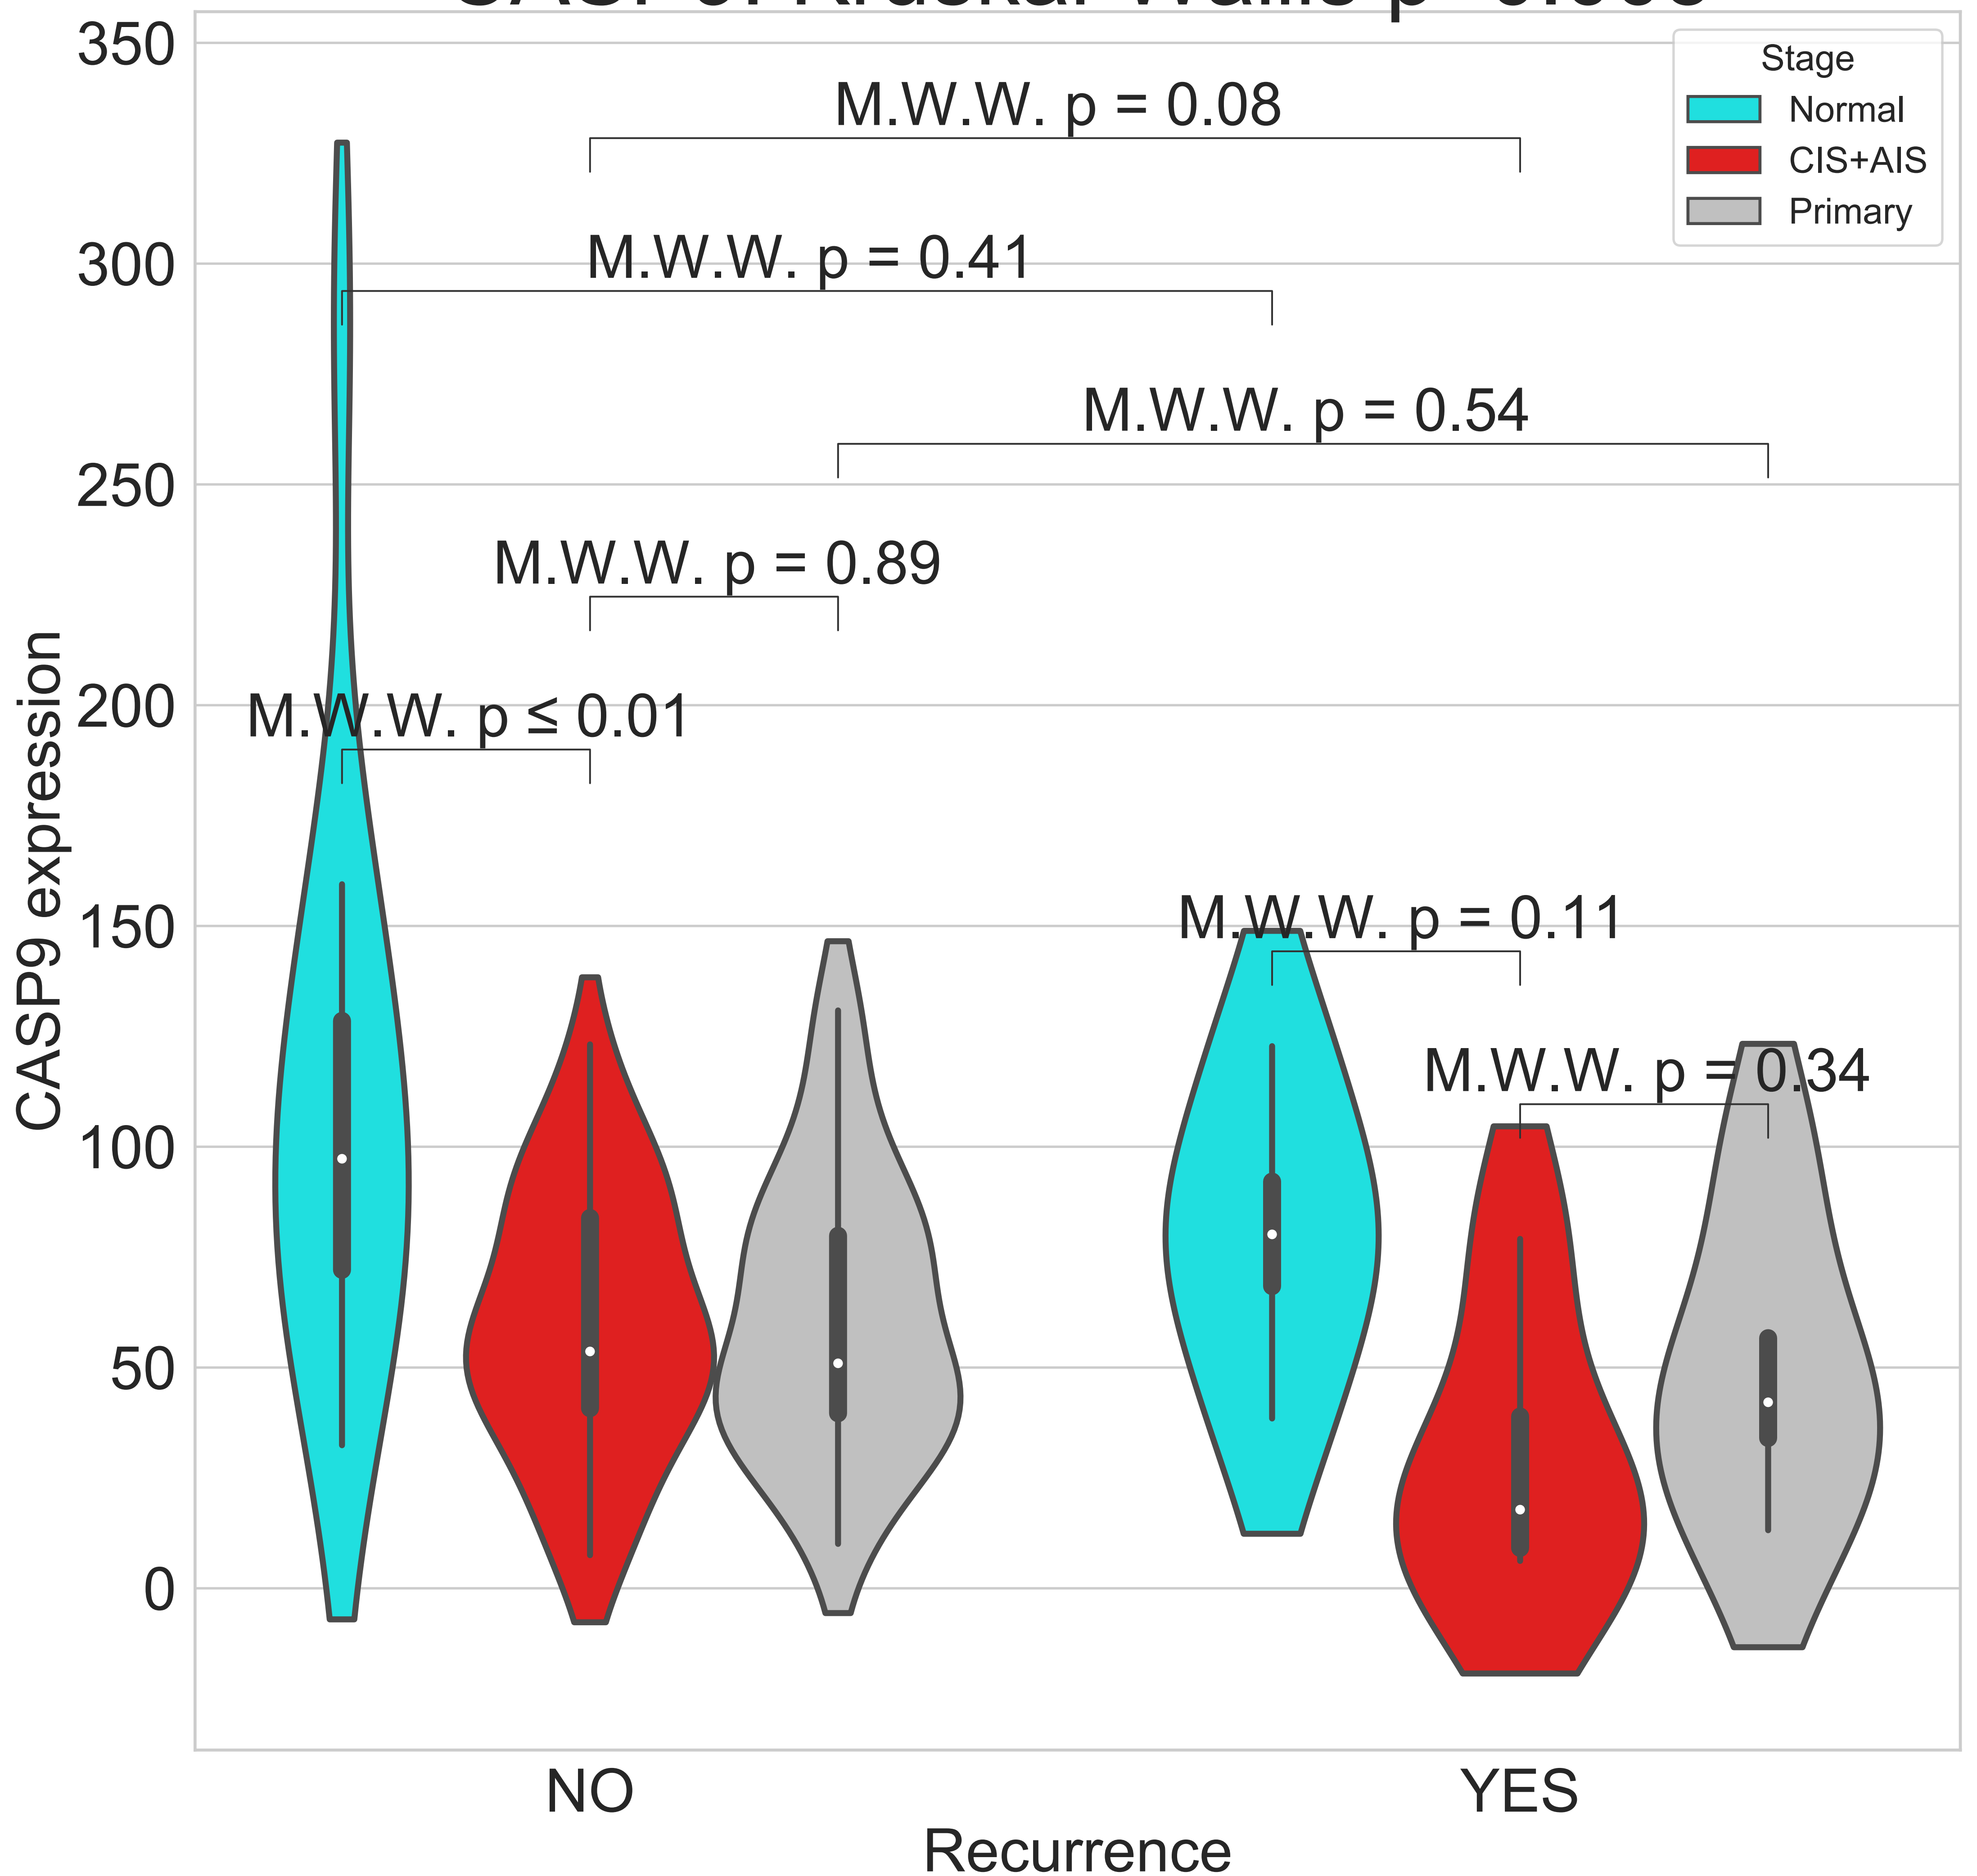 350
300
250
200
150
100
50
0
CASP9 expression
Stage
Normal
CIS+AIS
Primary
M.W.W. p = 0.08
M.W.W. p = 0.41
M.W.W. p = 0.54
M.W.W. p = 0.89
M.W.W. p ≤ 0.01
M.W.W. p = 0.11
M.W.W. p = 0.34
NO
YES
Recurrence